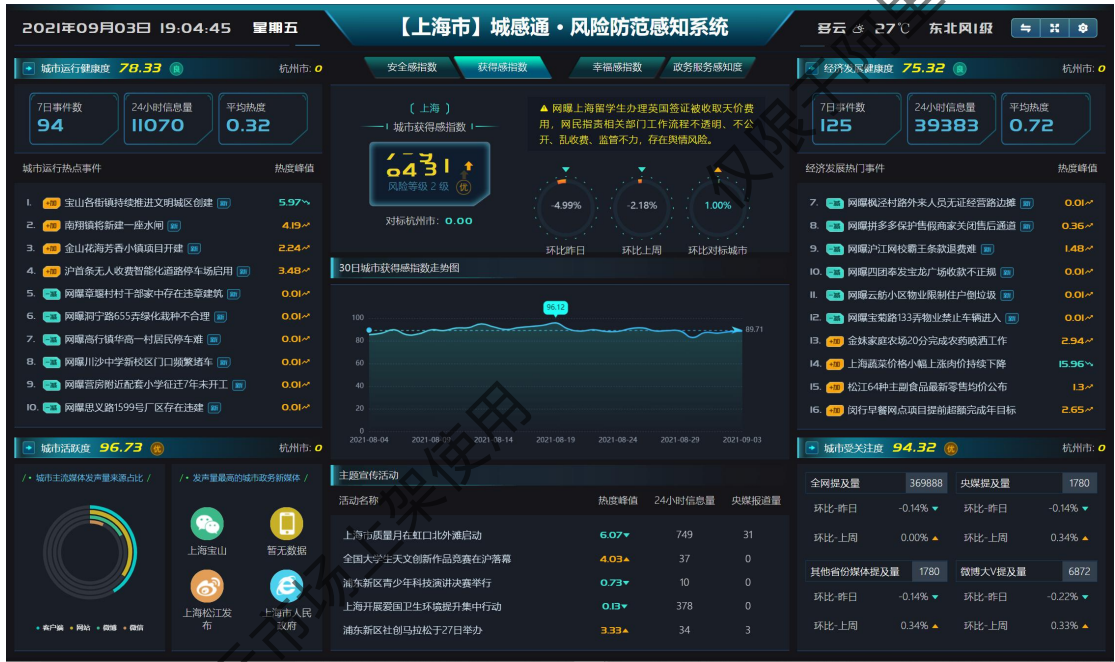 2021年09月03日 19:04:45 星期五
【上海市】城感通·风险防范感知系统
多云 27℃ 东北风1级
城市运行健康度 78.33 良 杭州市: 0
7日事件数 24小时信息量 平均热度
94 11070 0.32
城市运行热点事件 热度峰值
1. +加 宝山各街镇持续推进文明城区创建 5.97
2. +加 南翔镇将新建一座水闸 4.19
3. +加 金山花海芳香小镇项目开建 2.24
4. +加 沪首条无人收费智能化道路停车场启用 3.48
5. 网曝章堰村村干部家中存在违章建筑 0.01
6. 网曝洞宁路655弄绿化栽种不合理 0.01
7. 网曝高行镇华高一村居民停车难 0.01
8. 网曝川沙中学新校区门口频繁堵车 0.01
9. 网曝营房附近配套小学征迁7年未开工 0.01
10. 网曝思义路1599号厂区存在违建 0.01
城市活跃度 96.73 优 杭州市: 0
/· 城市主流媒体发声量来源占比 /
客户端 网站 微博 微信
/· 发声量最高的城市政务新媒体 /
上海宝山 暂无数据
上海松江发布
上海市人民政府
安全感指数 获得感指数 幸福感指数 政务服务感知度
〔 上海 〕
城市获得感指数
风险等级 2 级 优
对标杭州市: 0.00
网曝上海留学生办理英国签证被收取天价费
用，网民指责相关部门工作流程不透明、不公
开、乱收费、监管不力，存在舆情风险。
-4.99% -2.18% 1.00%
环比昨日 环比上周 环比对标城市
30日城市获得感指数走势图
96.12
100
89.71
80
60
40
20
0
2021-08-04 2021-08-09 2021-08-14 2021-08-19 2021-08-24 2021-08-29 2021-09-03
主题宣传活动
活动名称 热度峰值 24小时信息量 央媒报道量
上海市质量月在虹口北外滩启动 6.07 749 31
全国大学生天文创新作品竞赛在沪落幕 4.03 37 0
浦东新区青少年科技演讲决赛举行 0.73 10 0
上海开展爱国卫生环境提升集中行动 0.13 378 0
浦东新区社创马拉松于27日举办 3.33 34 3
经济发展健康度 75.32 良 杭州市: 0
7日事件数 24小时信息量 平均热度
125 39383 0.72
经济发展热门事件 热度峰值
7. 网曝枫泾村路外来人员无证经营路边摊 0.01
8. 网曝拼多多保护售假商家关闭售后通道 0.36
9. 网曝沪江网校霸王条款退费难 1.48
10. 网曝四团奉发宝龙广场收款不正规 0.01
11. 网曝云舫小区物业限制住户倒垃圾 0.01
12. 网曝宝菊路133弄物业禁止车辆进入 0.01
13. +加 金妹家庭农场20分完成农药喷洒工作 2.94
14. +加 上海蔬菜价格小幅上涨肉价持续下降 15.96
15. +加 松江64种主副食品最新零售均价公布 1.3
16. +加 闵行早餐网点项目提前超额完成年目标 2.65
城市受关注度 94.32 优 杭州市: 0
全网提及量 369888 央媒提及量 1780
环比-昨日 -0.14% 环比-昨日 -0.14%
环比-上周 0.00% 环比-上周 0.34%
其他省份媒体提及量 1780 微博大V提及量 6872
环比-昨日 -0.14% 环比-昨日 -0.22%
环比-上周 0.34% 环比-上周 0.33%